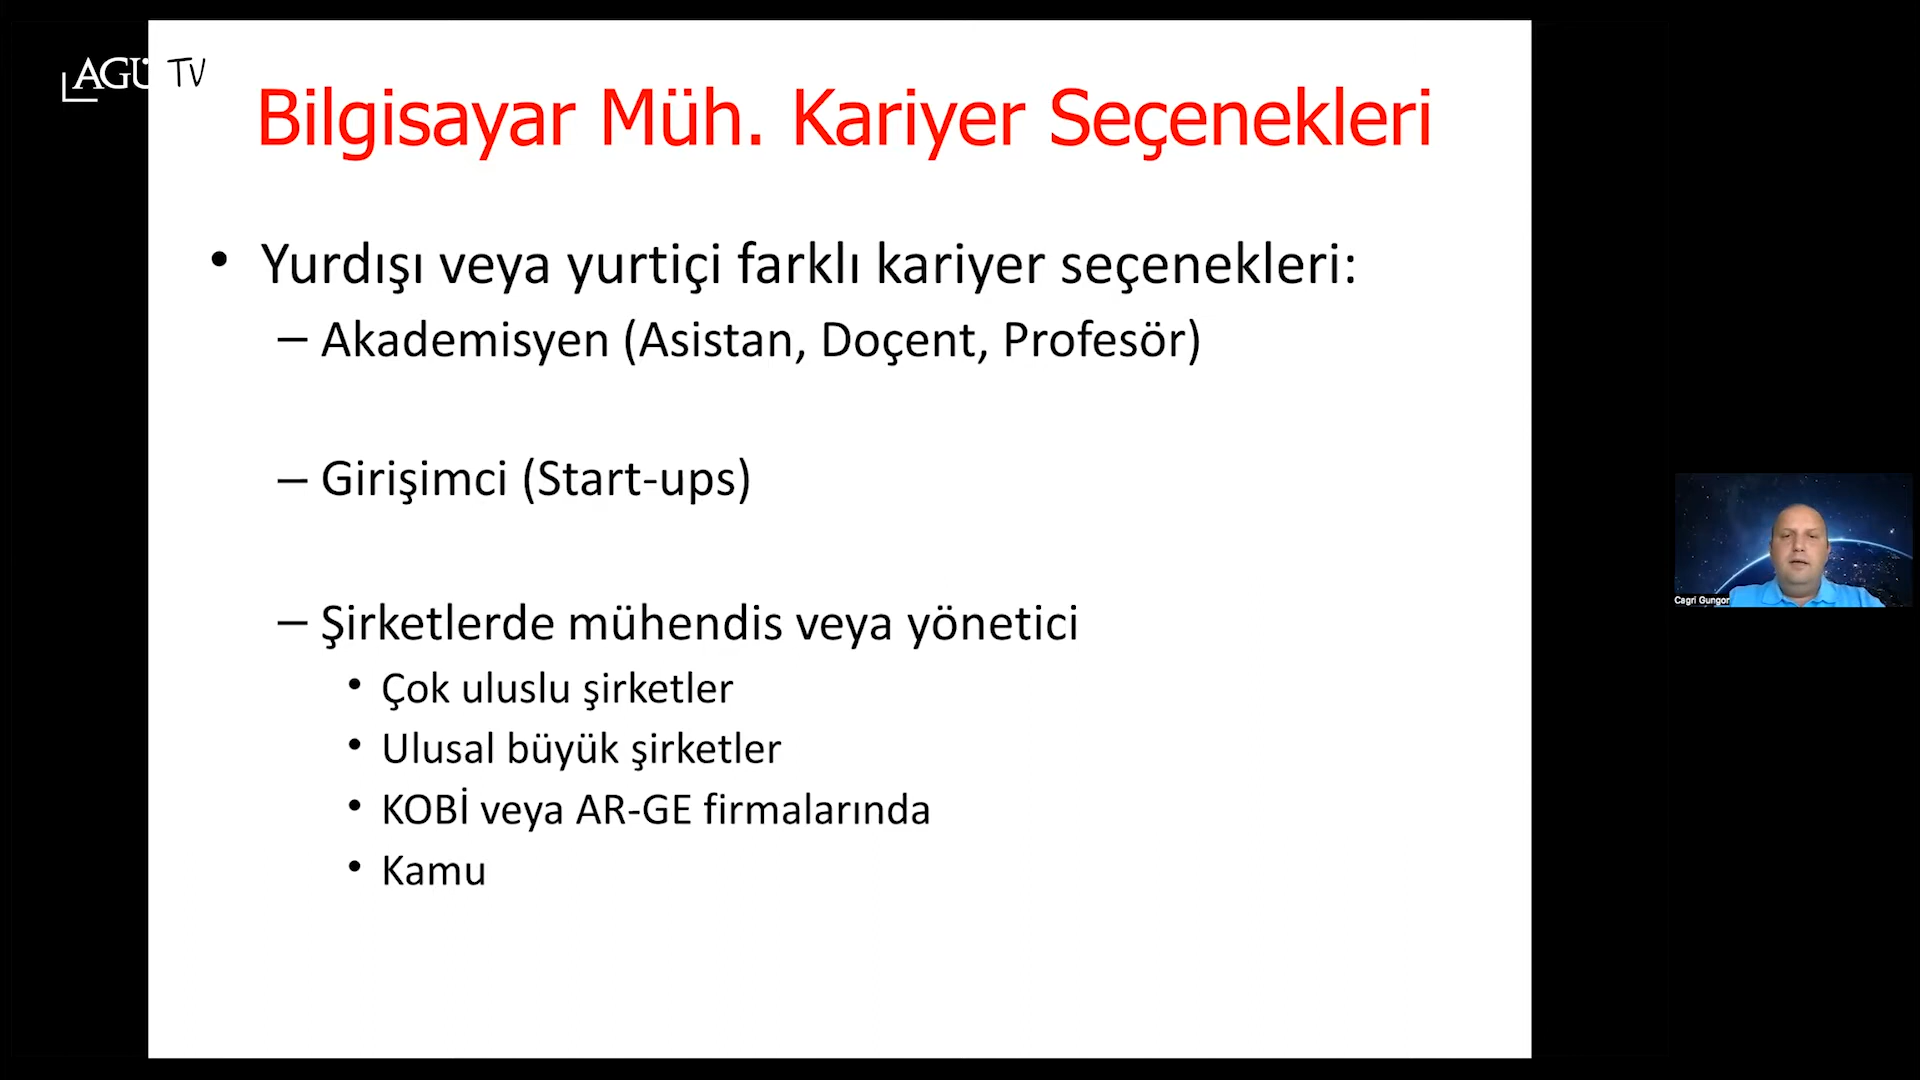 AGÜ TV
Bilgisayar Müh. Kariyer Seçenekleri
• Yurdışı veya yurtiçi farklı kariyer seçenekleri:
– Akademisyen (Asistan, Doçent, Profesör)
– Girişimci (Start-ups)
– Şirketlerde mühendis veya yönetici
• Çok uluslu şirketler
• Ulusal büyük şirketler
• KOBİ veya AR-GE firmalarında
• Kamu
Cagri Gungor